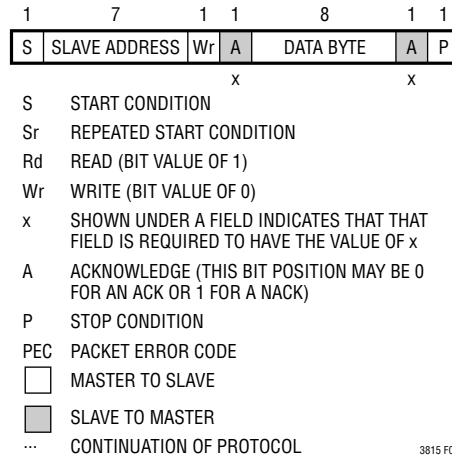 1 7 1 1 8 1 1
S SLAVE ADDRESS Wr A DATA BYTE A P
x x
S START CONDITION
Sr REPEATED START CONDITION
Rd READ (BIT VALUE OF 1)
Wr WRITE (BIT VALUE OF 0)
x SHOWN UNDER A FIELD INDICATES THAT THAT
FIELD IS REQUIRED TO HAVE THE VALUE OF x
A ACKNOWLEDGE (THIS BIT POSITION MAY BE 0
FOR AN ACK OR 1 FOR A NACK)
P STOP CONDITION
PEC PACKET ERROR CODE
MASTER TO SLAVE
SLAVE TO MASTER
... CONTINUATION OF PROTOCOL 3815